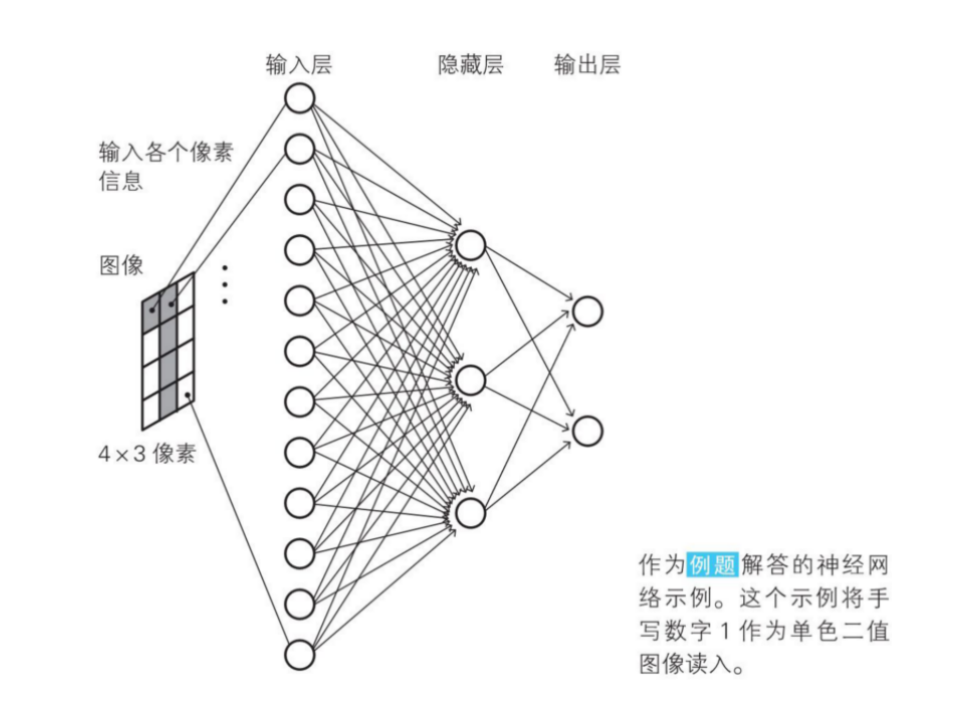 输入层
隐藏层
输出层
输入各个像素
信息
图像
4×3 像素
作为例题解答的神经网
络示例。这个示例将手
写数字 1 作为单色二值
图像读入。